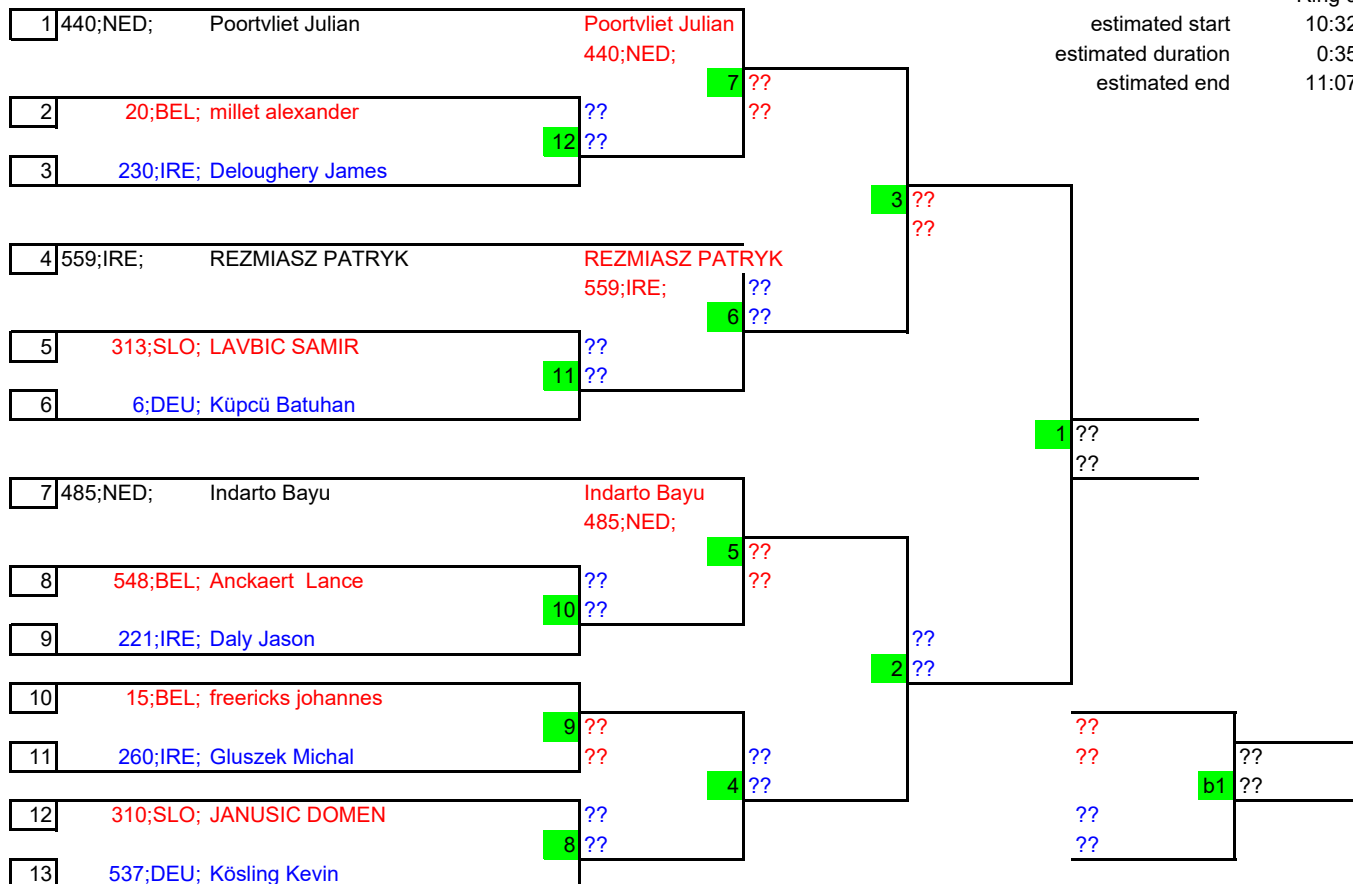 1 440;NED; Poortvliet Julian Poortvliet Julian
estimated start 10:32
440;NED;
estimated duration 0:35
7 ??
estimated end 11:07
2 20;BEL; millet alexander ?? ??
12 ??
3 230;IRE; Deloughery James
3 ??
??
4 559;IRE; REZMIASZ PATRYK REZMIASZ PATRYK
559;IRE; ??
6 ??
5 313;SLO; LAVBIC SAMIR ??
11 ??
6 6;DEU; Küpcü Batuhan
1 ??
??
7 485;NED; Indarto Bayu Indarto Bayu
485;NED;
5 ??
8 548;BEL; Anckaert Lance ?? ??
10 ??
9 221;IRE; Daly Jason ??
2 ??
10 15;BEL; freericks johannes
9 ?? ??
11 260;IRE; Gluszek Michal ?? ?? ?? ??
4 ?? b1 ??
12 310;SLO; JANUSIC DOMEN ?? ??
8 ?? ??
13 537;DEU; Kösling Kevin